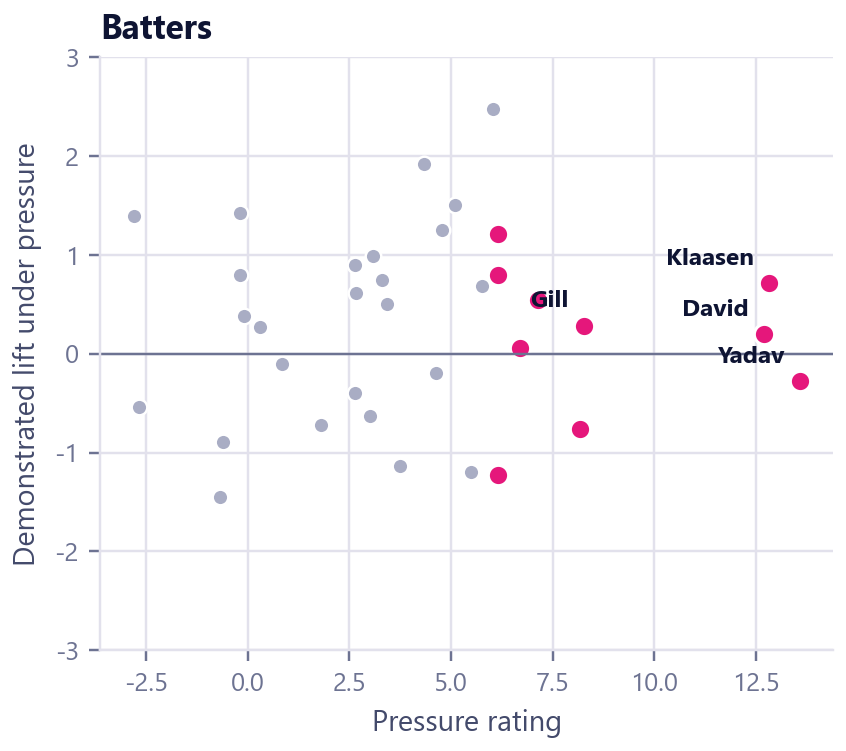 Batters
3
2
1
0
-1
-2
-3
Demonstrated lift under pressure
Klaasen
Gill
David
Yadav
-2.5 0.0 2.5 5.0 7.5 10.0 12.5
Pressure rating